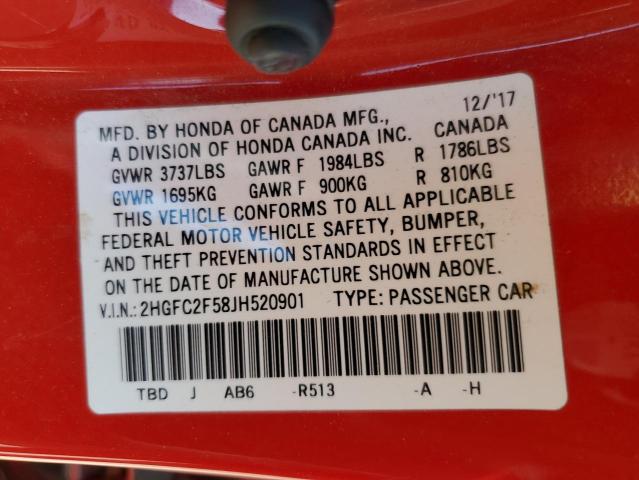 MFD. BY HONDA OF CANADA MFG., 12/'17
A DIVISION OF HONDA CANADA INC. CANADA
GVWR 3737LBS GAWR F 1984LBS R 1786LBS
GVWR 1695KG GAWR F 900KG R 810KG
THIS VEHICLE CONFORMS TO ALL APPLICABLE
FEDERAL MOTOR VEHICLE SAFETY, BUMPER,
AND THEFT PREVENTION STANDARDS IN EFFECT
ON THE DATE OF MANUFACTURE SHOWN ABOVE.
V.I.N.:2HGFC2F58JH520901 TYPE: PASSENGER CAR
TBD J AB6 -R513 -A -H